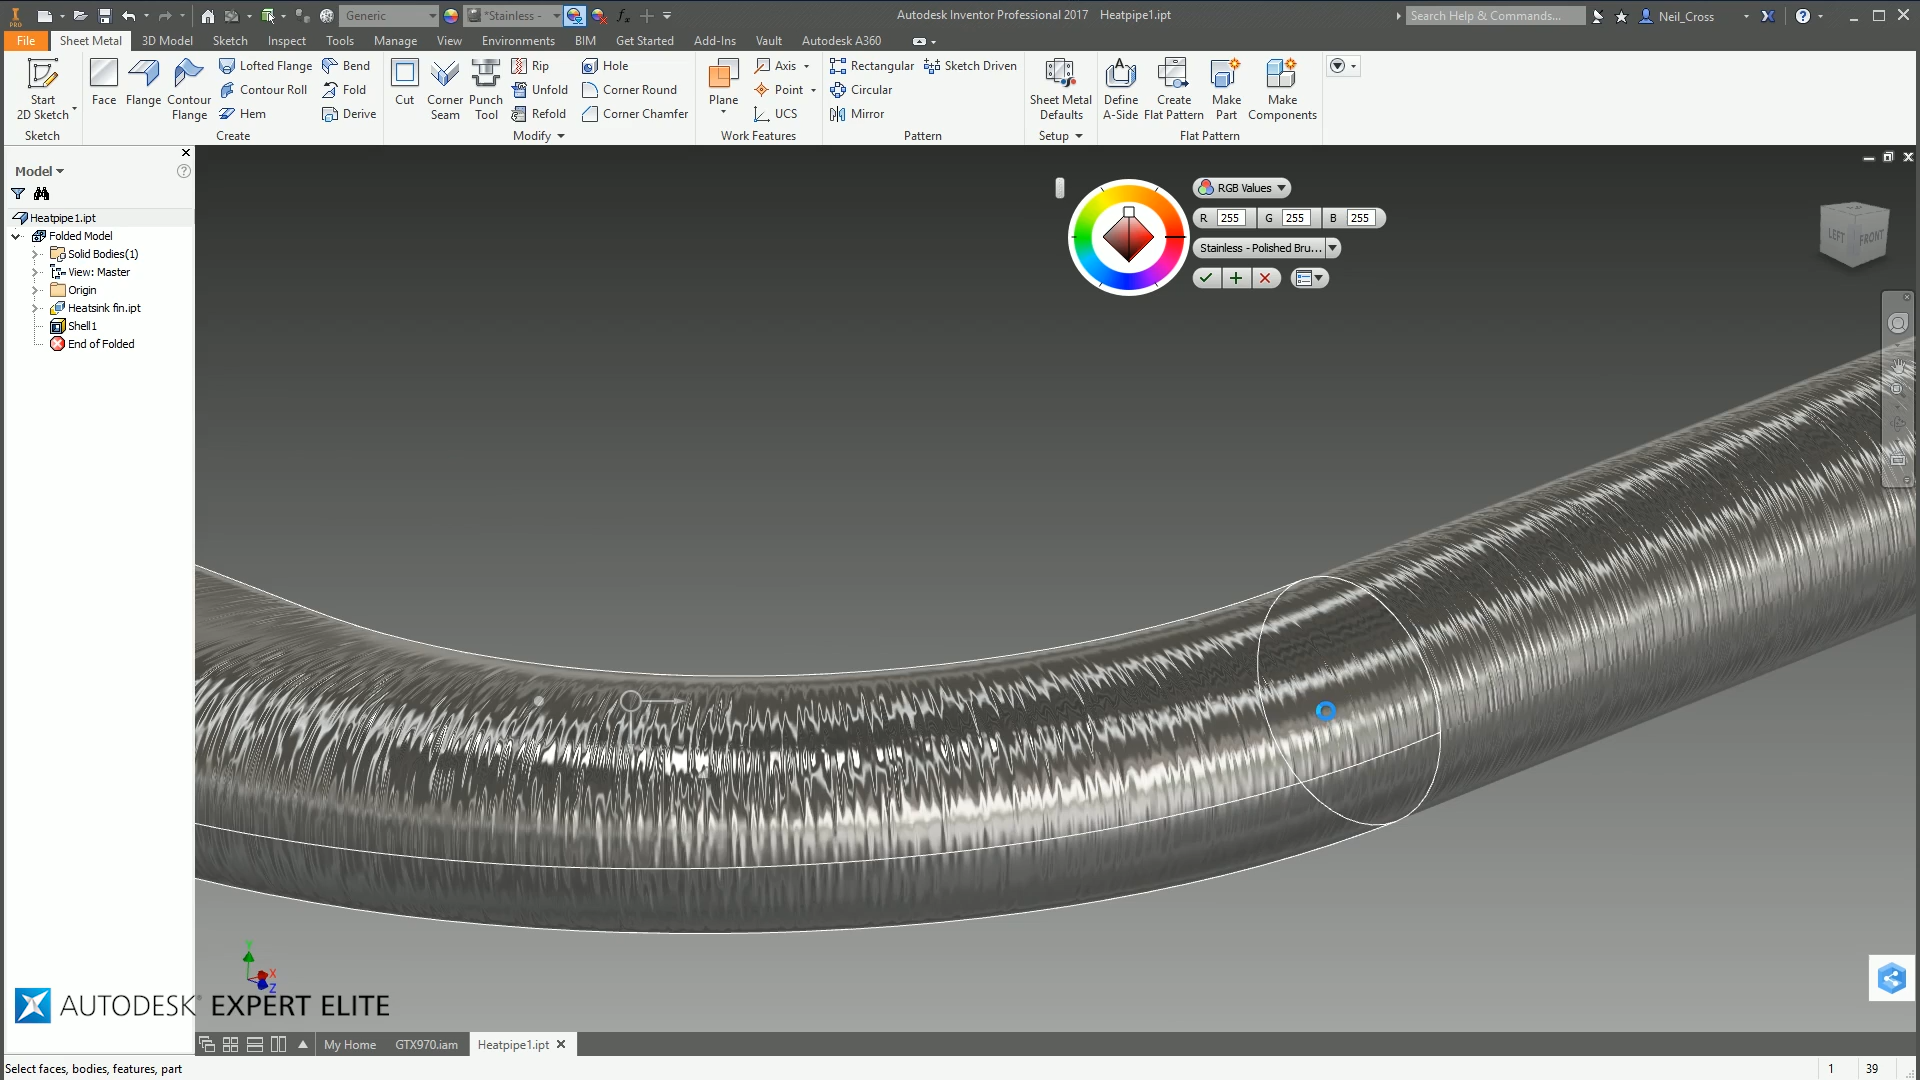 Generic
*Stainless -
Autodesk Inventor Professional 2017 Heatpipe1.ipt
Search Help & Commands...
Neil_Cross
File
Sheet Metal
3D Model
Sketch
Inspect
Tools
Manage
View
Environments
BIM
Get Started
Add-Ins
Vault
Autodesk A360
Start
2D Sketch
Sketch
Face
Flange
Contour
Flange
Lofted Flange
Contour Roll
Hem
Bend
Fold
Derive
Create
Cut
Corner
Seam
Punch
Tool
Rip
Unfold
Refold
Hole
Corner Round
Corner Chamfer
Modify
Plane
Axis
Point
UCS
Work Features
Rectangular
Circular
Mirror
Sketch Driven
Pattern
Sheet Metal
Defaults
Setup
Define
A-Side
Create
Flat Pattern
Make
Part
Make
Components
Flat Pattern
Model
Heatpipe1.ipt
Folded Model
Solid Bodies(1)
View: Master
Origin
Heatsink fin.ipt
Shell1
End of Folded
RGB Values
R 255 G 255 B 255
Stainless - Polished Bru...
LEFT
FRONT
Y
X
Z
AUTODESK EXPERT ELITE
My Home
GTX970.iam
Heatpipe1.ipt
Select faces, bodies, features, part
1
39